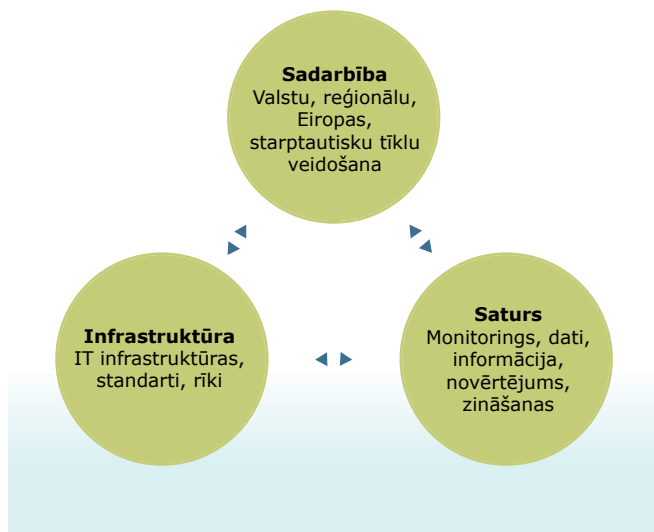 Sadarbība
Valstu, reģionālu,
Eiropas,
starptautisku tīklu
veidošana
Infrastruktūra
IT infrastruktūras,
standarti, rīki
Saturs
Monitorings, dati,
informācija,
novērtējums,
zināšanas